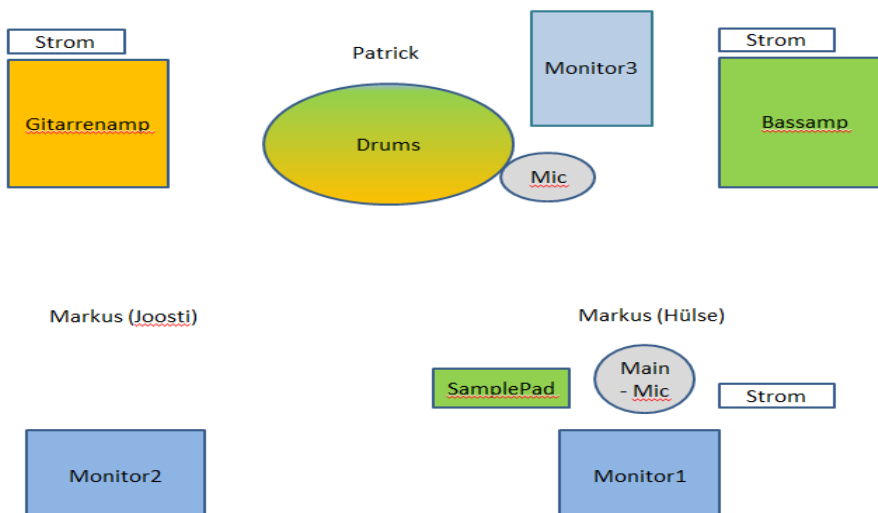 Strom
Patrick
Monitor3
Strom
Gitarrenamp
Drums
Bassamp
Mic
Markus (Joosti)
Markus (Hülse)
SamplePad
Main
- Mic
Strom
Monitor2
Monitor1